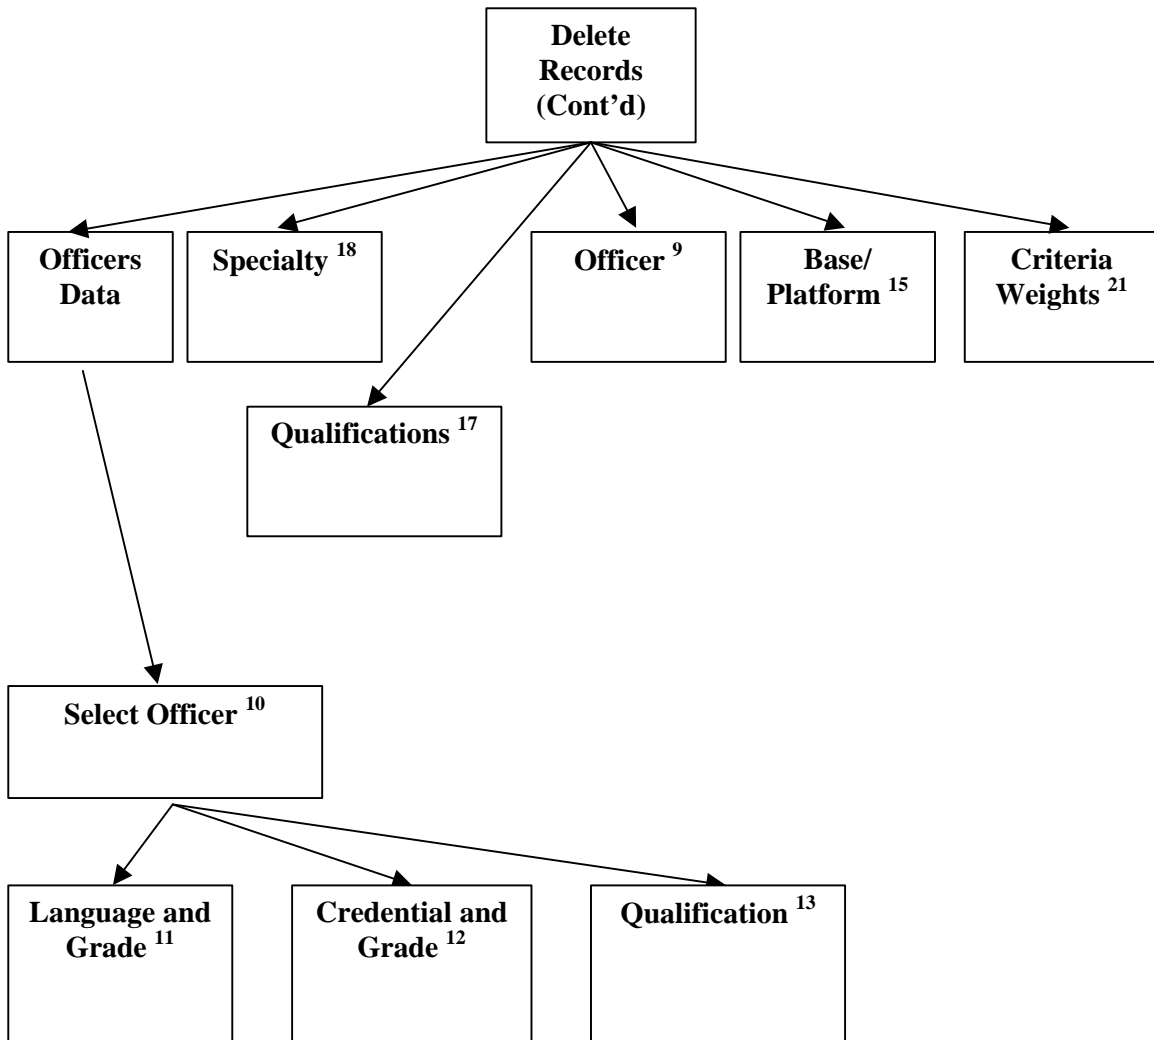 Delete
Records
(Cont’d)
Officers
Data
Specialty 18
Officer 9
Base/
Platform 15
Criteria
Weights 21
Qualifications 17
Select Officer 10
Language and
Grade 11
Credential and
Grade 12
Qualification 13